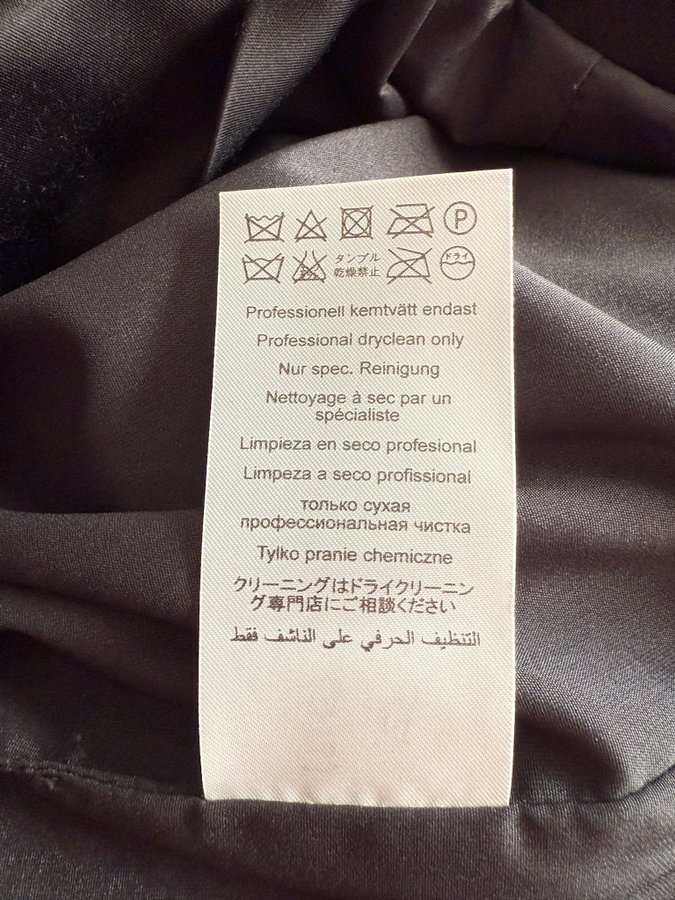 P
タンブル
乾燥禁止
ドライ
Professionell kemtvätt endast
Professional dryclean only
Nur spec. Reinigung
Nettoyage à sec par un
spécialiste
Limpieza en seco profesional
Limpeza a seco profissional
только сухая
профессиональная чистка
Tylko pranie chemiczne
クリーニングはドライクリーニン
グ専門店にご相談ください
التنظيف الحرفي على الناشف فقط